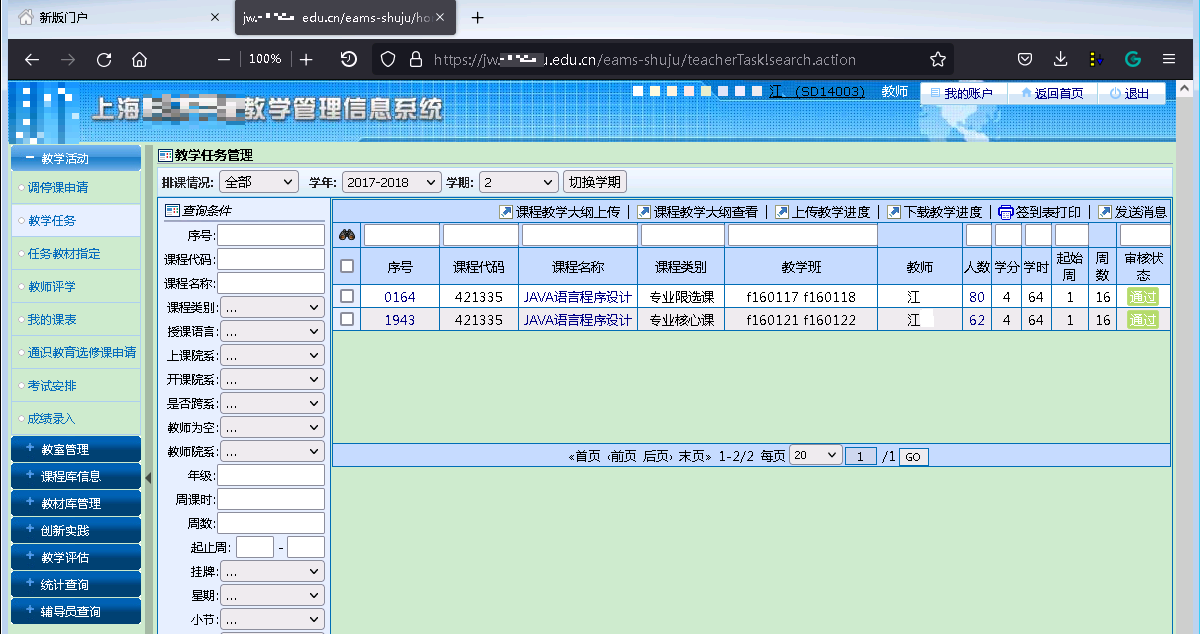 新版门户
jw. edu.cn/eams-shuju/ho
100%
https://jw. u.edu.cn/eams-shuju/teacherTask!search.action
上海 教学管理信息系统
江 (SD14003) 教师 我的账户 返回首页 退出
教学活动
调停课申请
教学任务
任务教材指定
教师评学
我的课表
通识教育选修课申请
考试安排
成绩录入
教室管理
课程库信息
教材库管理
创新实践
教学评估
统计查询
辅导员查询
教学任务管理
排课情况: 全部 学年: 2017-2018 学期: 2 切换学期
查询条件
序号:
课程代码:
课程名称:
课程类别: ...
授课语言: ...
上课院系: ...
开课院系: ...
是否跨系: ...
教师为空: ...
教师院系: ...
年级:
周课时:
周数:
起止周: -
挂牌: ...
星期: ...
小节: ...
课程教学大纲上传 | 课程教学大纲查看 | 上传教学进度 | 下载教学进度 | 签到表打印 | 发送消息
序号 课程代码 课程名称 课程类别 教学班 教师 人数 学分 学时 起始周 周数 审核状态
0164 421335 JAVA语言程序设计 专业限选课 f160117 f160118 江 80 4 64 1 16 通过
1943 421335 JAVA语言程序设计 专业核心课 f160121 f160122 江 62 4 64 1 16 通过
«首页 ‹前页 后页› 末页» 1-2/2 每页 20 1 /1 GO